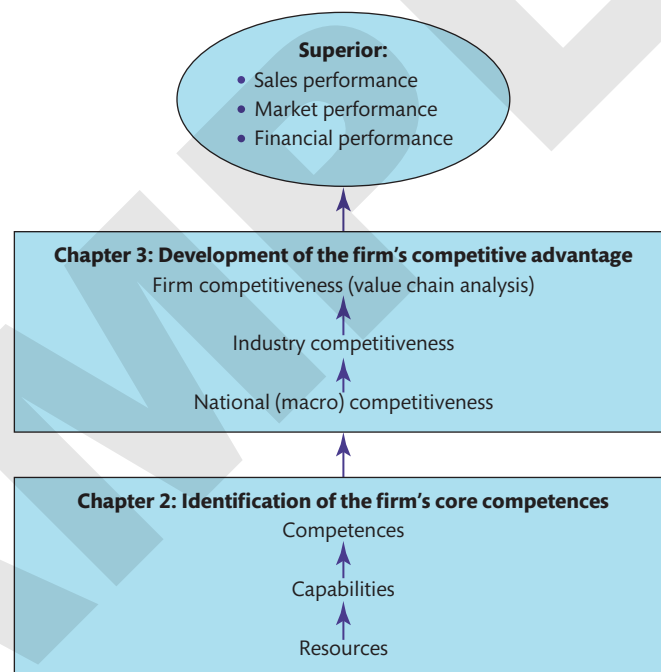 Superior:
• Sales performance
• Market performance
• Financial performance
Chapter 3: Development of the firm's competitive advantage
Firm competitiveness (value chain analysis)
Industry competitiveness
National (macro) competitiveness
Chapter 2: Identification of the firm's core competences
Competences
Capabilities
Resources